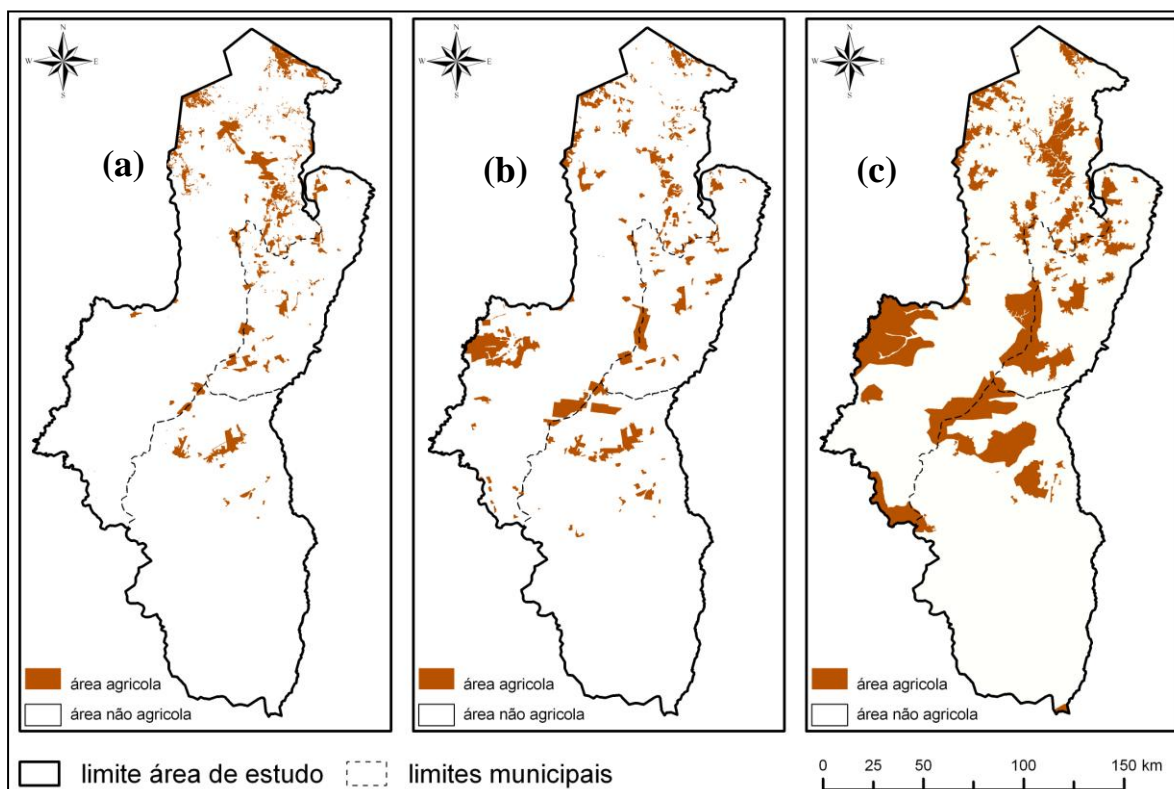 N
W E
S
(a)
área agricola
área não agricola
N
W E
S
(b)
área agricola
área não agricola
N
W E
S
(c)
área agricola
área não agricola
limite área de estudo limites municipais
0 25 50 100 150 km